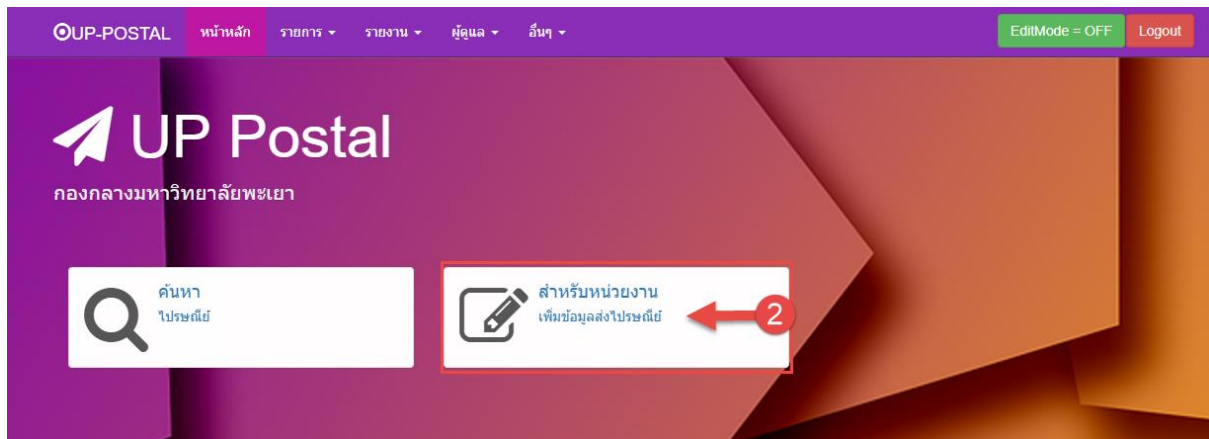 UP-POSTAL หน้าหลัก รายการ รายงาน ผู้ดูแล อื่นๆ EditMode = OFF Logout
UP Postal
กองกลางมหาวิทยาลัยพะเยา
ค้นหา
ไปรษณีย์
สำหรับหน่วยงาน
เพิ่มข้อมูลส่งไปรษณีย์
2